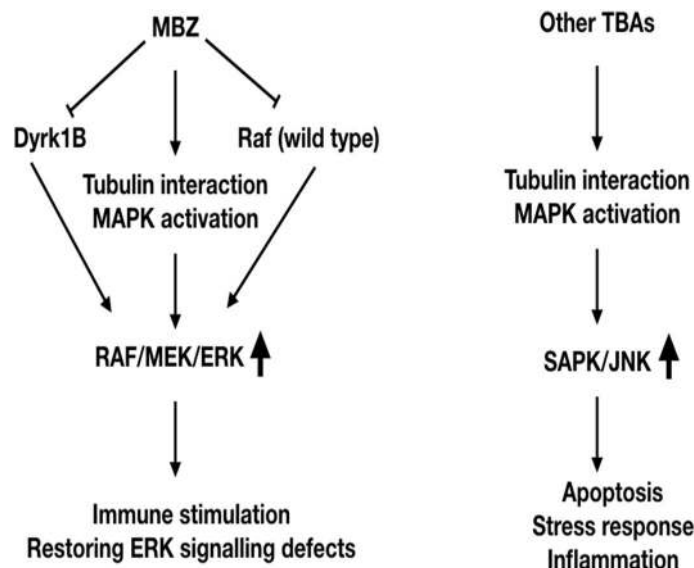 MBZ
Dyrk1B
Raf (wild type)
Tubulin interaction
MAPK activation
RAF/MEK/ERK
Immune stimulation
Restoring ERK signalling defects
Other TBAs
Tubulin interaction
MAPK activation
SAPK/JNK
Apoptosis
Stress response
Inflammation